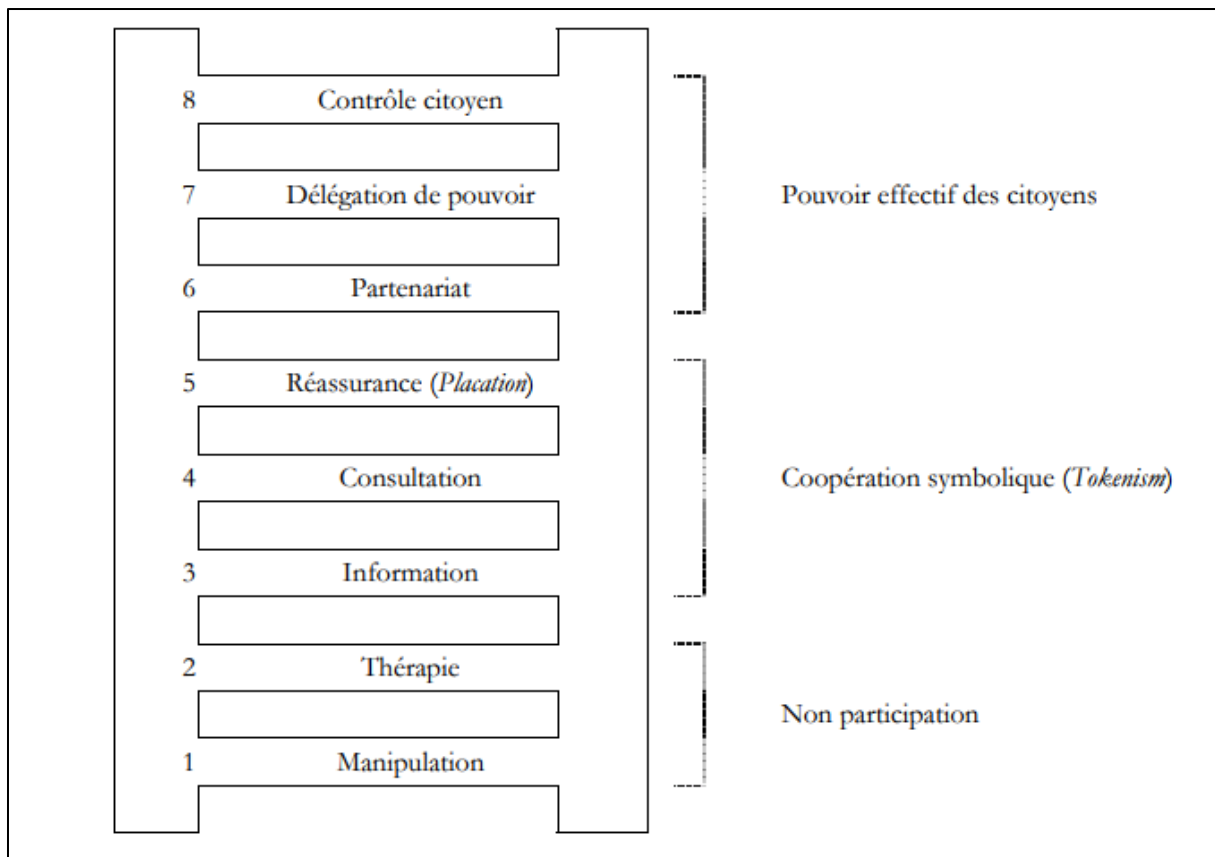 8 Contrôle citoyen
7 Délégation de pouvoir
Pouvoir effectif des citoyens
6 Partenariat
5 Réassurance (Placation)
4 Consultation
Coopération symbolique (Tokenism)
3 Information
2 Thérapie
Non participation
1 Manipulation